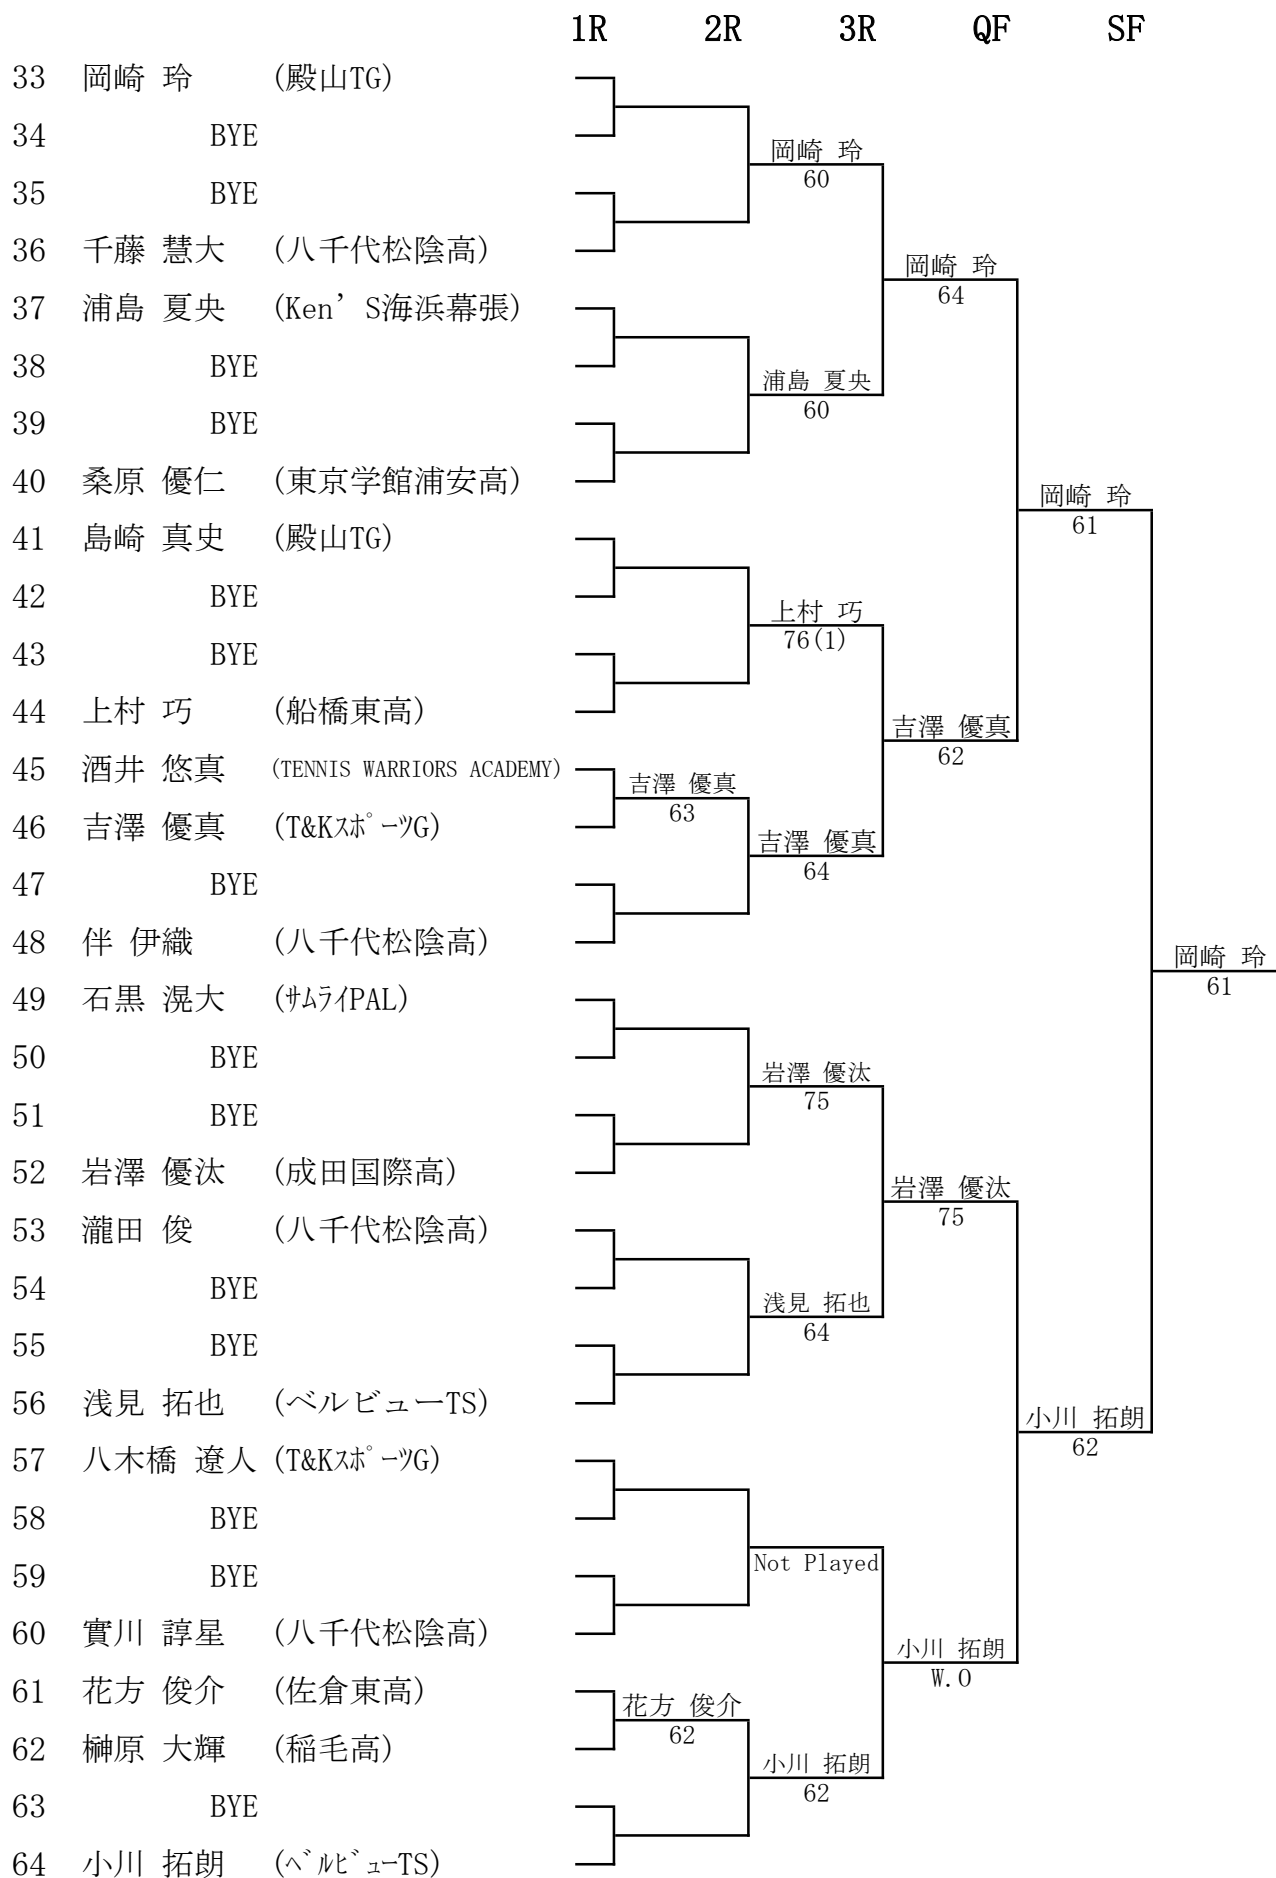 1R 2R 3R QF SF
33 岡崎 玲 (殿山TG)
34 BYE
岡崎 玲
60
35 BYE
36 千藤 慧大 (八千代松陰高)
岡崎 玲
64
37 浦島 夏央 (Ken’S海浜幕張)
38 BYE
浦島 夏央
60
39 BYE
40 桑原 優仁 (東京学館浦安高)
岡崎 玲
61
41 島崎 真史 (殿山TG)
42 BYE
上村 巧
76(1)
43 BYE
44 上村 巧 (船橋東高)
吉澤 優真
62
45 酒井 悠真 (TENNIS WARRIORS ACADEMY)
吉澤 優真
63
46 吉澤 優真 (T&KｽﾎﾟｰﾂG)
吉澤 優真
64
47 BYE
48 伴 伊織 (八千代松陰高)
岡崎 玲
61
49 石黒 滉大 (ｻﾑﾗｲPAL)
50 BYE
岩澤 優汰
75
51 BYE
52 岩澤 優汰 (成田国際高)
岩澤 優汰
75
53 瀧田 俊 (八千代松陰高)
54 BYE
浅見 拓也
64
55 BYE
56 浅見 拓也 (ベルビューTS)
小川 拓朗
62
57 八木橋 遼人 (T&KｽﾎﾟｰﾂG)
58 BYE
Not Played
59 BYE
60 實川 諄星 (八千代松陰高)
小川 拓朗
W.O
61 花方 俊介 (佐倉東高)
花方 俊介
62
62 榊原 大輝 (稲毛高)
小川 拓朗
62
63 BYE
64 小川 拓朗 (ﾍﾞﾙﾋﾞｭｰTS)